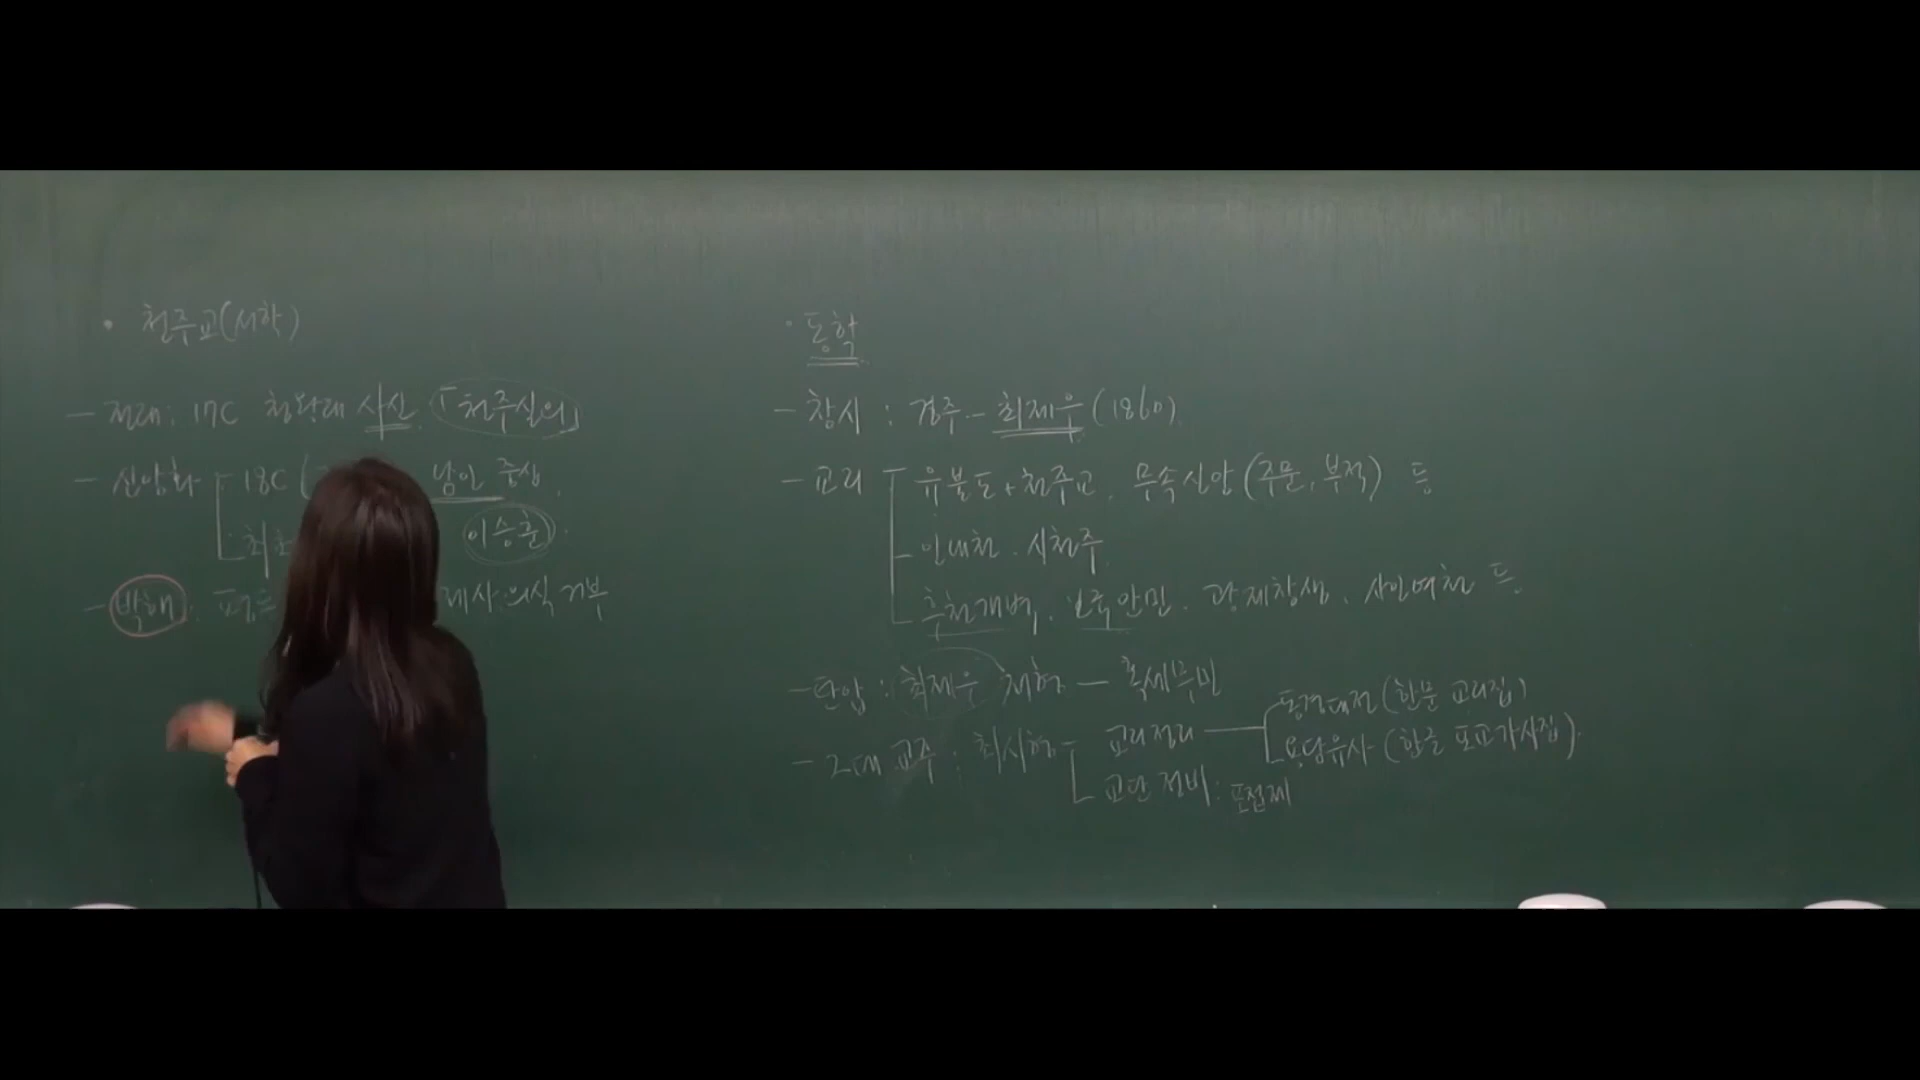 • 천주교(서학)
- 전래: 17C 청 왕래 사신 「천주실의」
- 신앙화 18C ( 남인 중심
최초 이승훈
- 박해: 평등 제사 의식 거부
• 동학
- 창시 : 경주 - 최제우 (1860)
- 교리 유불도 + 천주교, 무속신앙 (주문, 부적) 등
인내천 . 시천주
후천개벽. 보국안민. 광제창생. 사인여천 등
- 탄압 : 최제우 처형 - 혹세무민
- 2대 교주 : 최시형 교리정리 동경대전 (한문 교리집)
용담유사 (한글 포교가사집)
교단 정비 : 포접제